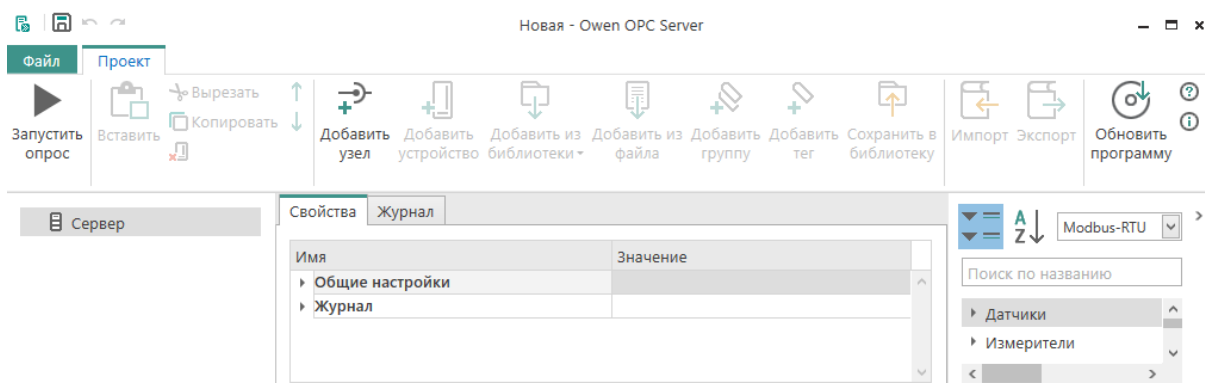 Новая - Owen OPC Server
Файл Проект
Вырезать
Копировать
Запустить опрос
Вставить
Добавить узел
Добавить устройство
Добавить из библиотеки
Добавить из файла
Добавить группу
Добавить тег
Сохранить в библиотеку
Импорт Экспорт
Обновить программу
Сервер
Свойства Журнал
Имя Значение
Общие настройки
Журнал
A
Z
Modbus-RTU
Поиск по названию
Датчики
Измерители